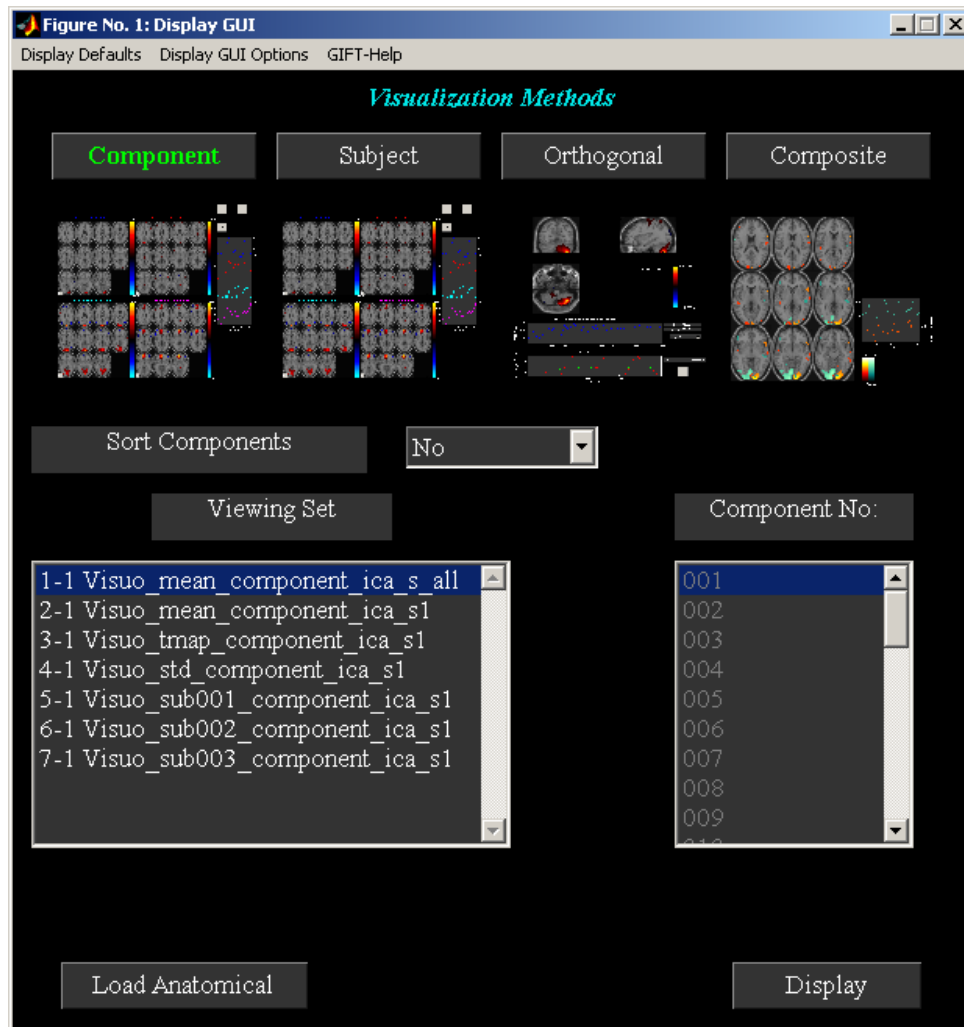 Figure No. 1: Display GUI
Display Defaults Display GUI Options GIFT-Help
Visualization Methods
Component Subject Orthogonal Composite
Sort Components No
Viewing Set Component No:
1-1 Visuo_mean_component_ica_s_all
2-1 Visuo_mean_component_ica_s1
3-1 Visuo_tmap_component_ica_s1
4-1 Visuo_std_component_ica_s1
5-1 Visuo_sub001_component_ica_s1
6-1 Visuo_sub002_component_ica_s1
7-1 Visuo_sub003_component_ica_s1
001
002
003
004
005
006
007
008
009
Load Anatomical Display